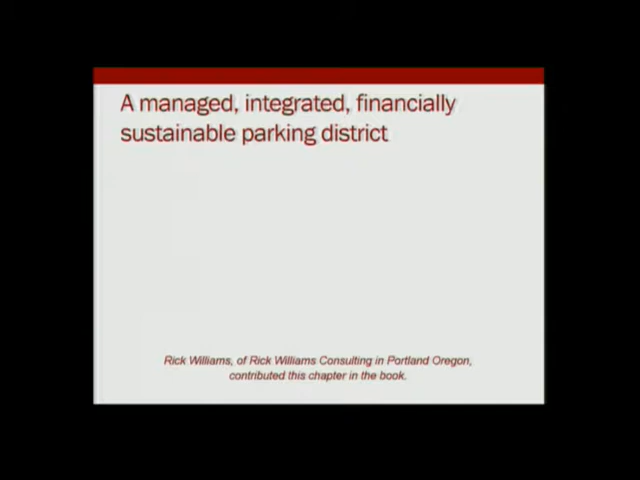 A managed, integrated, financially
sustainable parking district
Rick Williams, of Rick Williams Consulting in Portland Oregon,
contributed this chapter in the book.